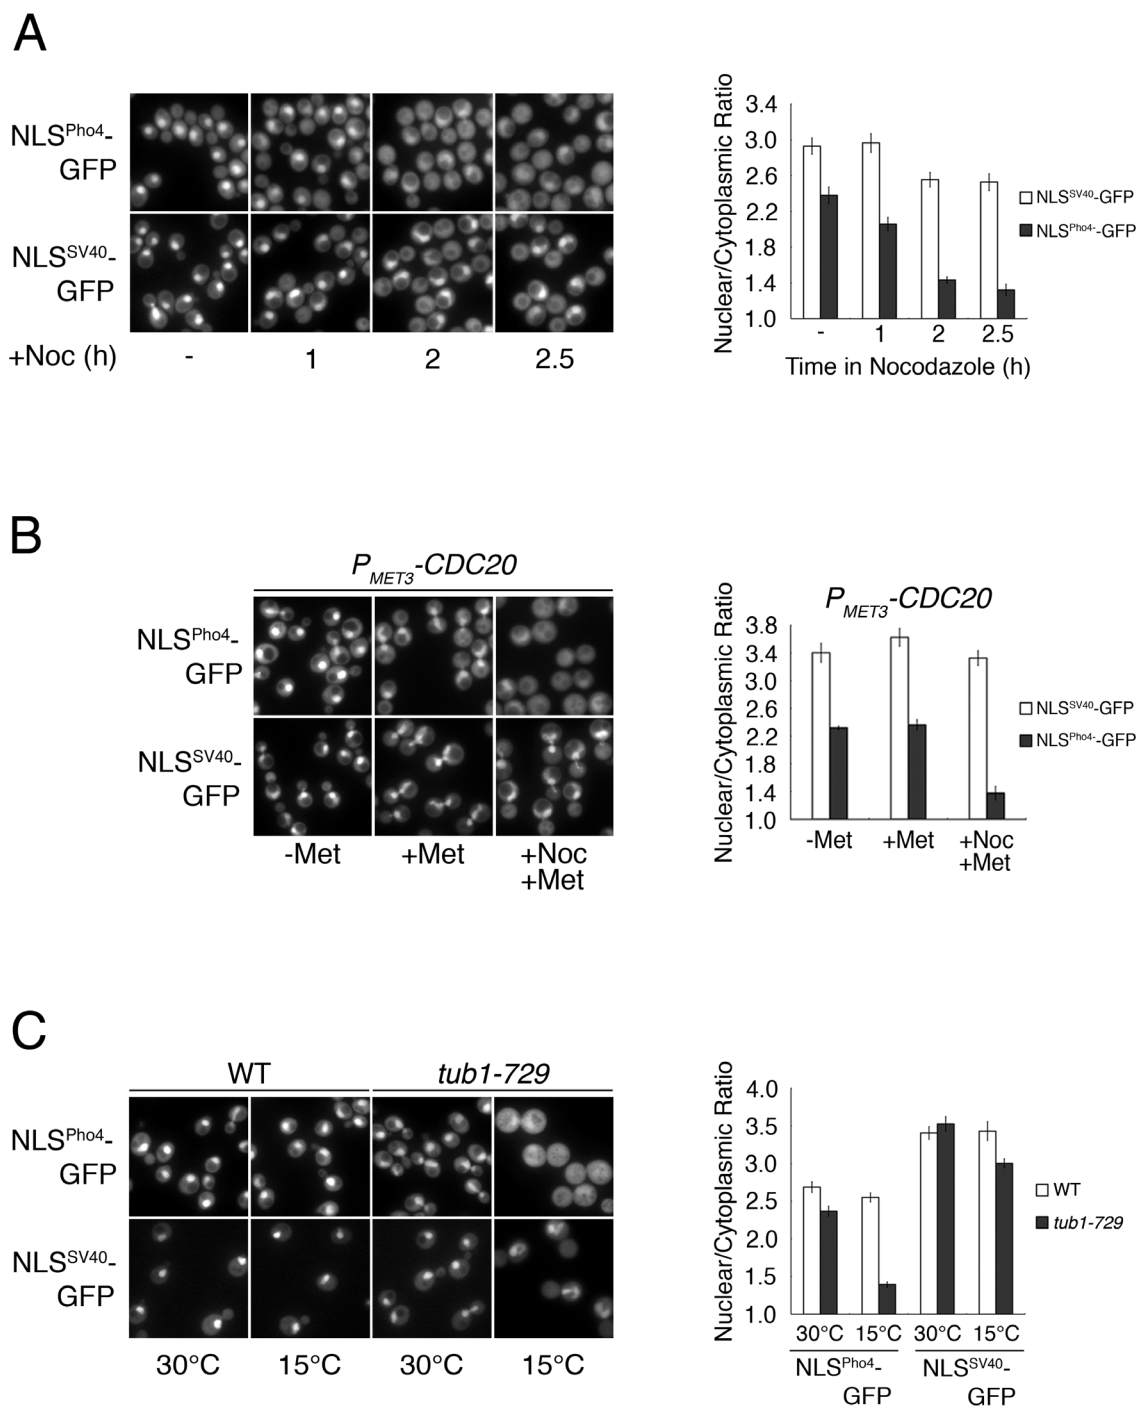 A
NLSPho4-
GFP
NLSSV40-
GFP
+Noc (h)
- 1 2 2.5
Nuclear/Cytoplasmic Ratio
3.4
3.0
2.6
2.2
1.8
1.4
1.0
- 1 2 2.5
Time in Nocodazole (h)
NLSSV40-GFP
NLSPho4--GFP
B
PMET3-CDC20
NLSPho4-
GFP
NLSSV40-
GFP
-Met +Met +Noc
+Met
PMET3-CDC20
Nuclear/Cytoplasmic Ratio
3.8
3.4
3.0
2.6
2.2
1.8
1.4
1.0
-Met +Met +Noc
+Met
NLSSV40-GFP
NLSPho4--GFP
C
WT tub1-729
NLSPho4-
GFP
NLSSV40-
GFP
30°C 15°C 30°C 15°C
Nuclear/Cytoplasmic Ratio
4.0
3.5
3.0
2.5
2.0
1.5
1.0
30°C 15°C 30°C 15°C
NLSPho4-
GFP
NLSSV40-
GFP
WT
tub1-729